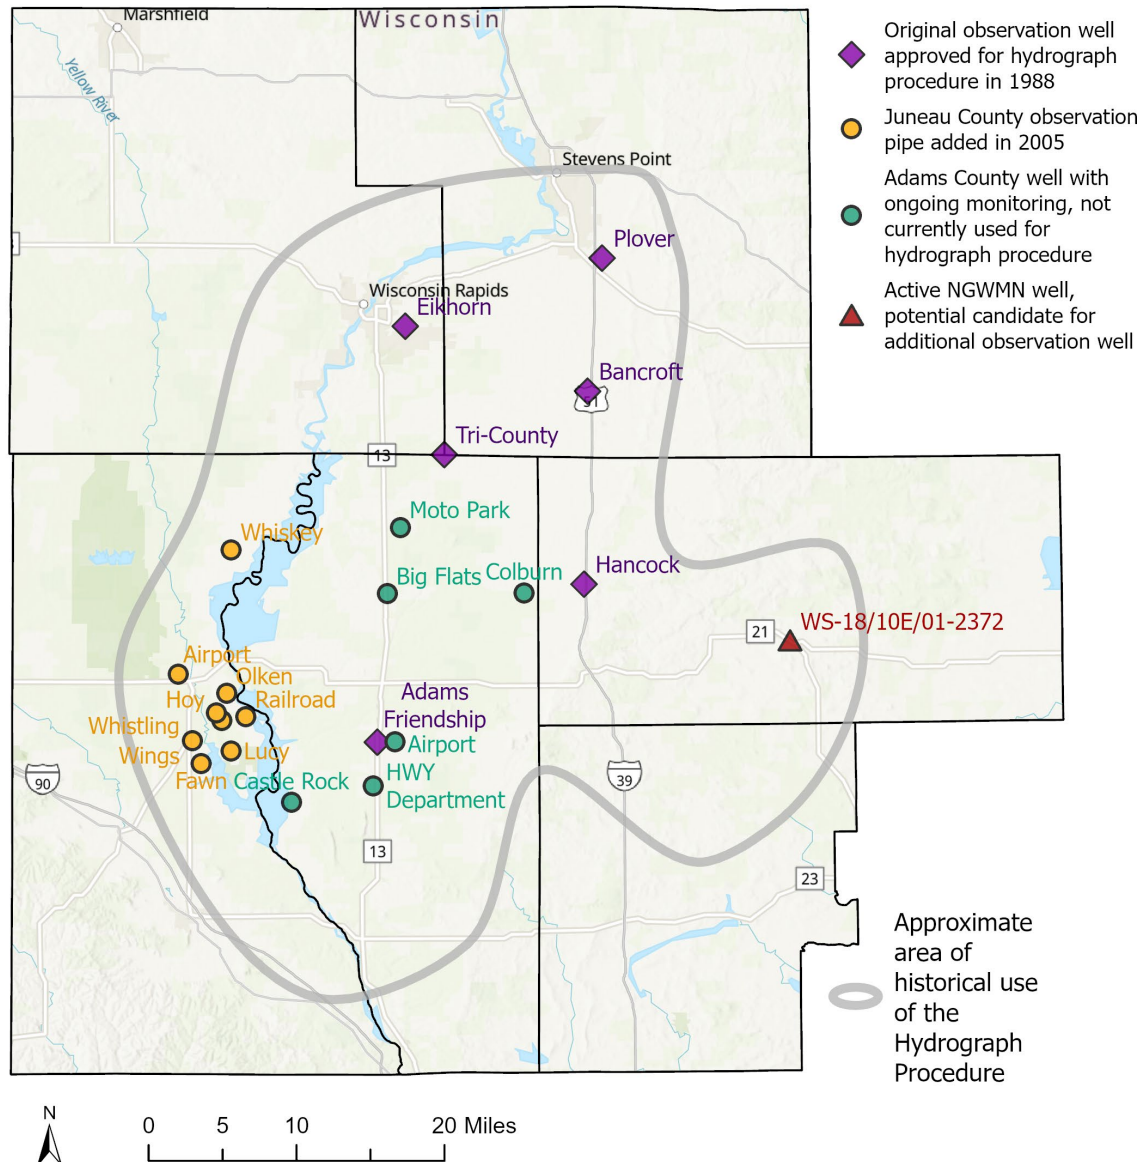 Marshfield
Wisconsin
Yellow River
Stevens Point
Plover
Wisconsin Rapids
Eikhorn
Bancroft
51
Tri-County
13
Moto Park
Whiskey
Big Flats
Colburn
Hancock
WS-18/10E/01-2372
21
Airport
Olken
Hoy
Railroad
Adams
Friendship
Whistling
Wings
Airport
Lucy
Fawn
Castle Rock
HWY
Department
90
39
13
23
Original observation well
approved for hydrograph
procedure in 1988
Juneau County observation
pipe added in 2005
Adams County well with
ongoing monitoring, not
currently used for
hydrograph procedure
Active NGWMN well,
potential candidate for
additional observation well
Approximate
area of
historical use
of the
Hydrograph
Procedure
N
0 5 10 20 Miles